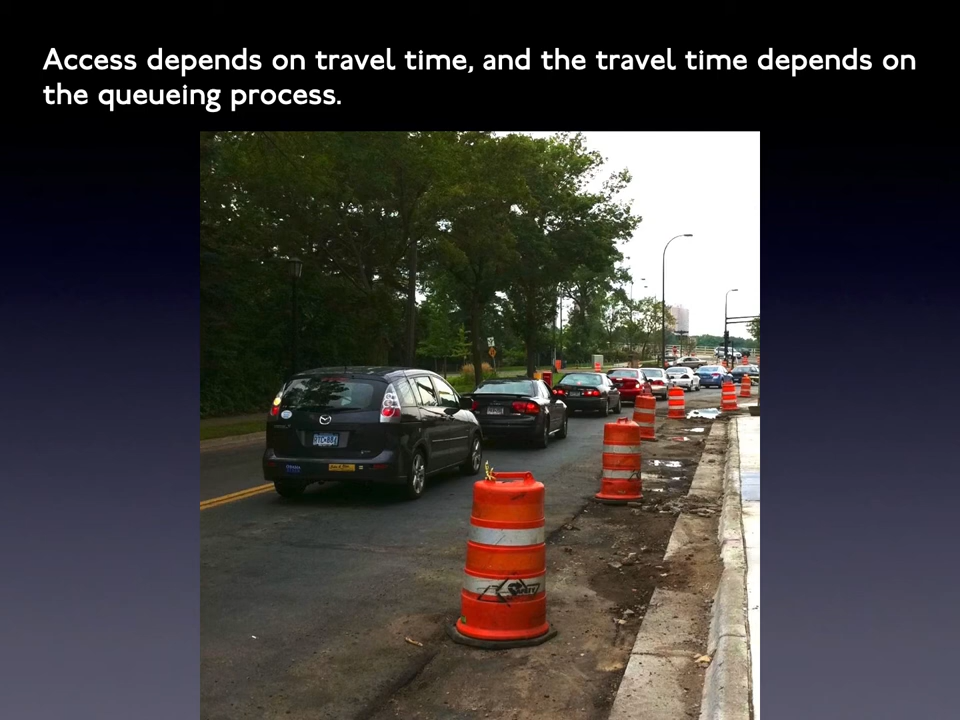 Access depends on travel time, and the travel time depends on
the queueing process.